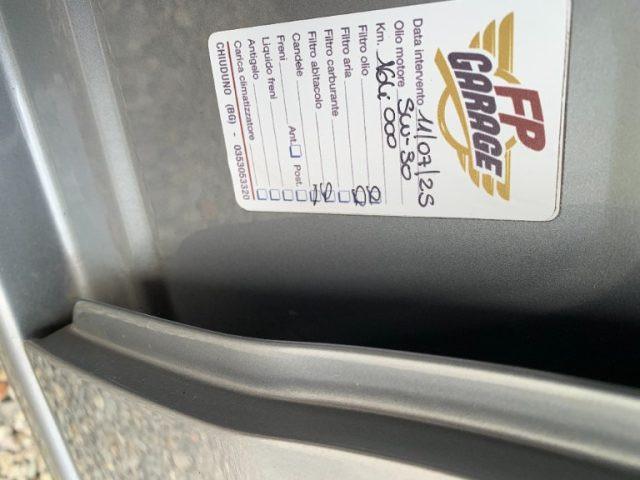 FP
GARAGE
Data intervento 11/07/25
Olio motore 5W-30
Km. 000
Filtro olio
Filtro aria
Filtro carburante
Filtro abitacolo
Candele
Freni Ant. Post.
Liquido freni
Antigelo
Carica climatizzatore
CHIUDUNO (BG) - 0353053320